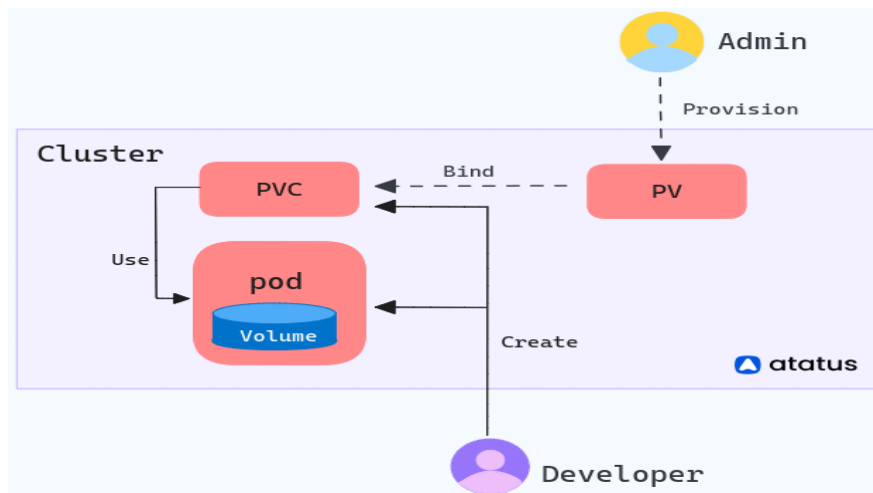 Admin
Provision
Cluster
Bind
PVC
PV
Use
pod
Volume
Create
atatus
Developer